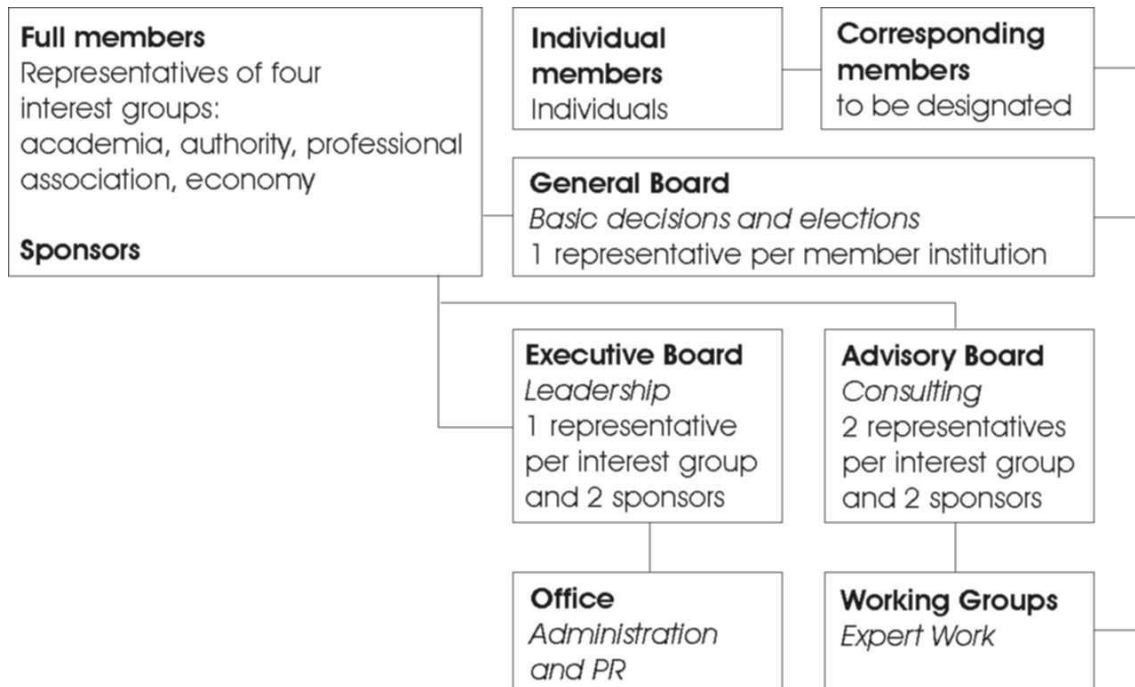 Full members
Representatives of four
interest groups:
academia, authority, professional
association, economy
Sponsors
Individual
members
Individuals
Corresponding
members
to be designated
General Board
Basic decisions and elections
1 representative per member institution
Executive Board
Leadership
1 representative
per interest group
and 2 sponsors
Advisory Board
Consulting
2 representatives
per interest group
and 2 sponsors
Office
Administration
and PR
Working Groups
Expert Work